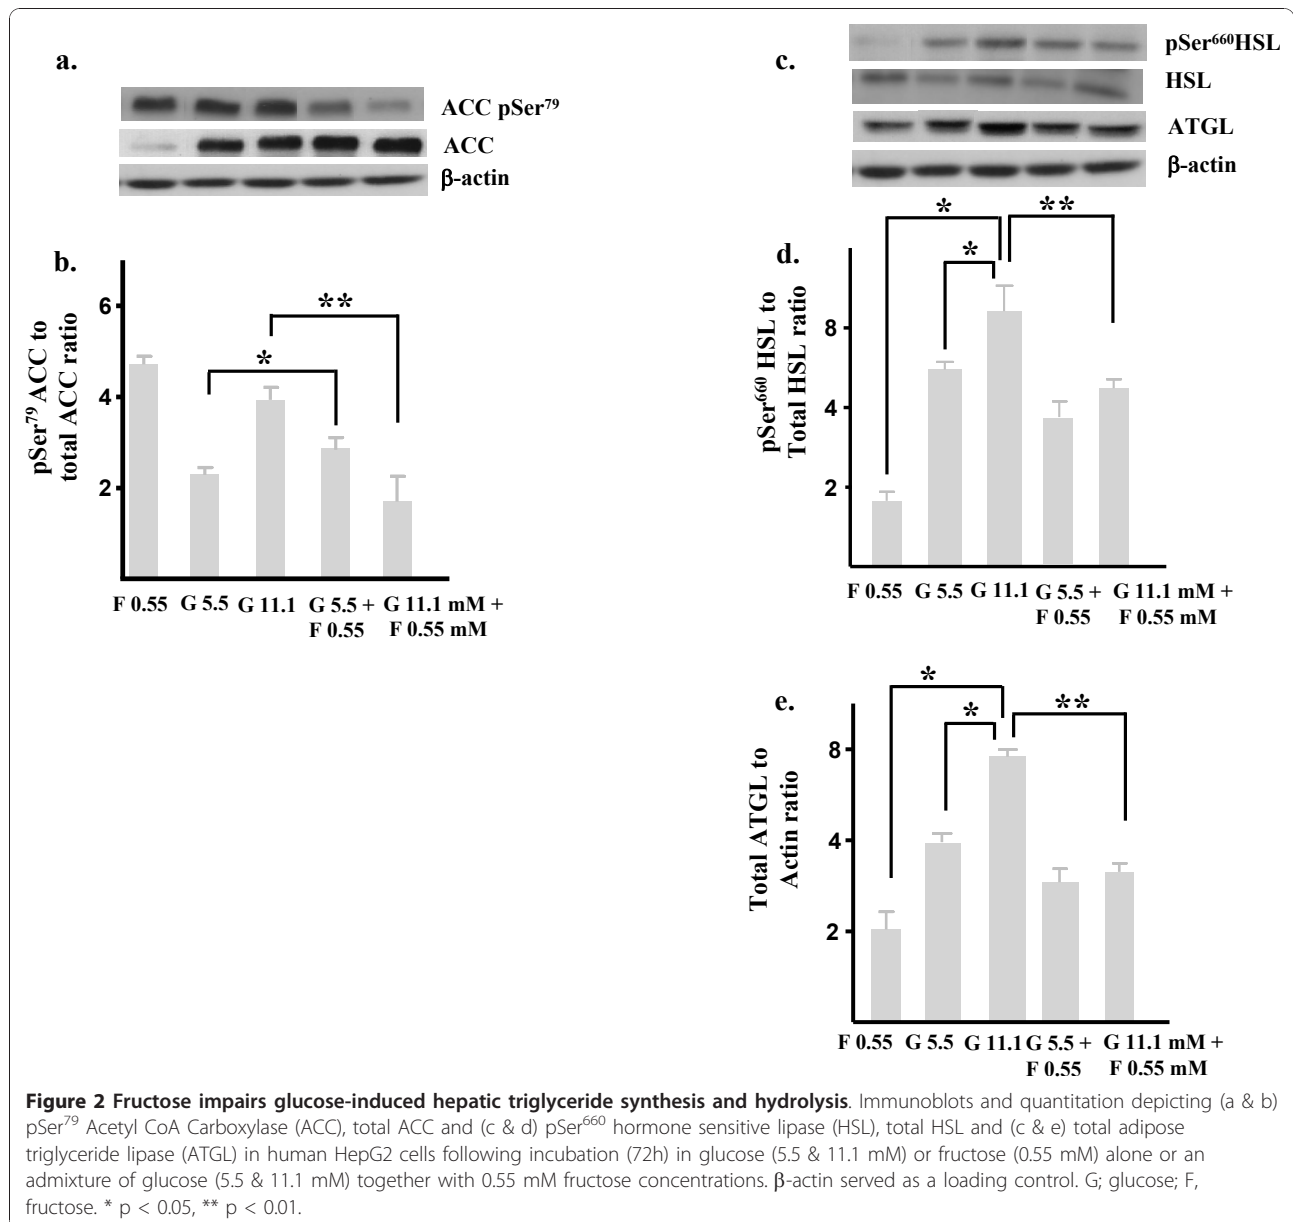 a.
ACC pSer⁷⁹
ACC
β-actin
b.
pSer⁷⁹ ACC to
total ACC ratio
6
4
2
**
*
F 0.55 G 5.5 G 11.1 G 5.5 + G 11.1 mM +
F 0.55 F 0.55 mM
c.
pSer⁶⁶⁰HSL
HSL
ATGL
β-actin
d.
pSer⁶⁶⁰ HSL to
Total HSL ratio
8
4
2
* **
*
F 0.55 G 5.5 G 11.1 G 5.5 + G 11.1 mM +
F 0.55 F 0.55 mM
e.
Total ATGL to
Actin ratio
8
4
2
*
* **
F 0.55 G 5.5 G 11.1 G 5.5 + G 11.1 mM +
F 0.55 F 0.55 mM
Figure 2 Fructose impairs glucose-induced hepatic triglyceride synthesis and hydrolysis. Immunoblots and quantitation depicting (a & b)
pSer⁷⁹ Acetyl CoA Carboxylase (ACC), total ACC and (c & d) pSer⁶⁶⁰ hormone sensitive lipase (HSL), total HSL and (c & e) total adipose
triglyceride lipase (ATGL) in human HepG2 cells following incubation (72h) in glucose (5.5 & 11.1 mM) or fructose (0.55 mM) alone or an
admixture of glucose (5.5 & 11.1 mM) together with 0.55 mM fructose concentrations. β-actin served as a loading control. G; glucose; F,
fructose. * p < 0.05, ** p < 0.01.